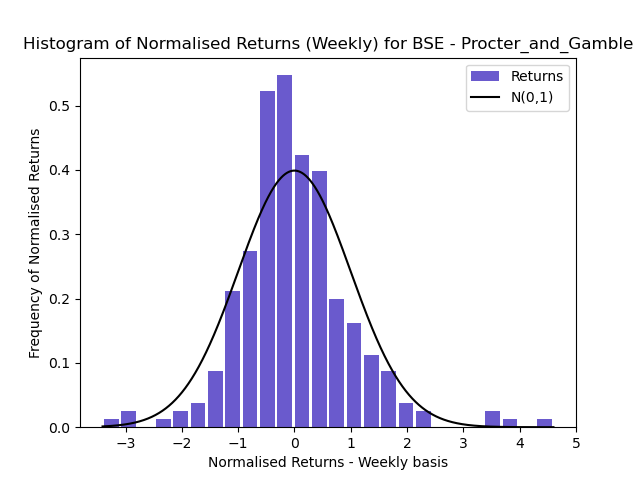 Histogram of Normalised Returns (Weekly) for BSE - Procter_and_Gamble
Returns
N(0,1)
Frequency of Normalised Returns
0.5
0.4
0.3
0.2
0.1
0.0
−3 −2 −1 0 1 2 3 4 5
Normalised Returns - Weekly basis